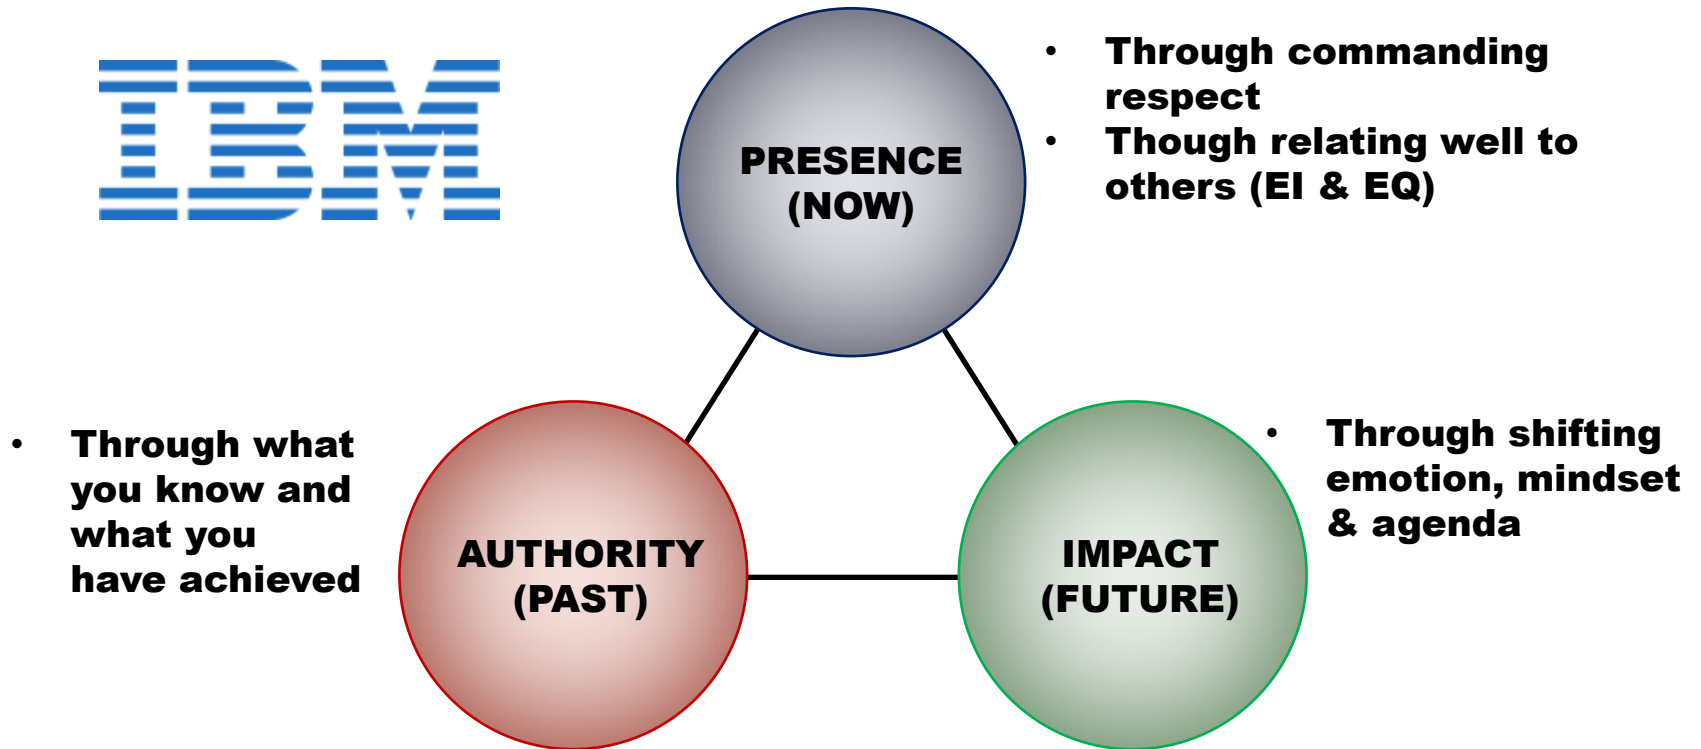 IBM
• Through commanding
respect
• Though relating well to
others (EI & EQ)
PRESENCE
(NOW)
• Through what
you know and
what you
have achieved
AUTHORITY
(PAST)
IMPACT
(FUTURE)
• Through shifting
emotion, mindset
& agenda